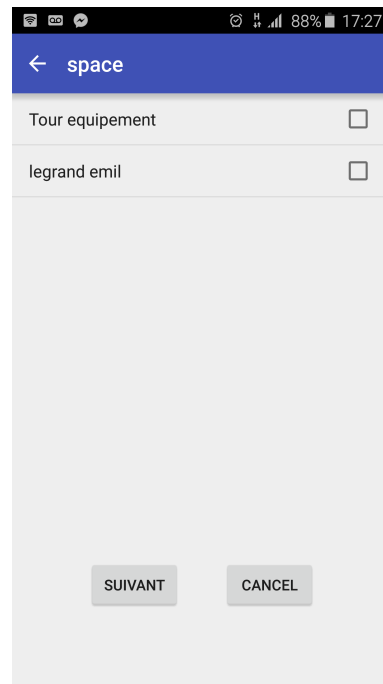 H 88% 17:27
space
Tour equipement
legrand emil
SUIVANT CANCEL